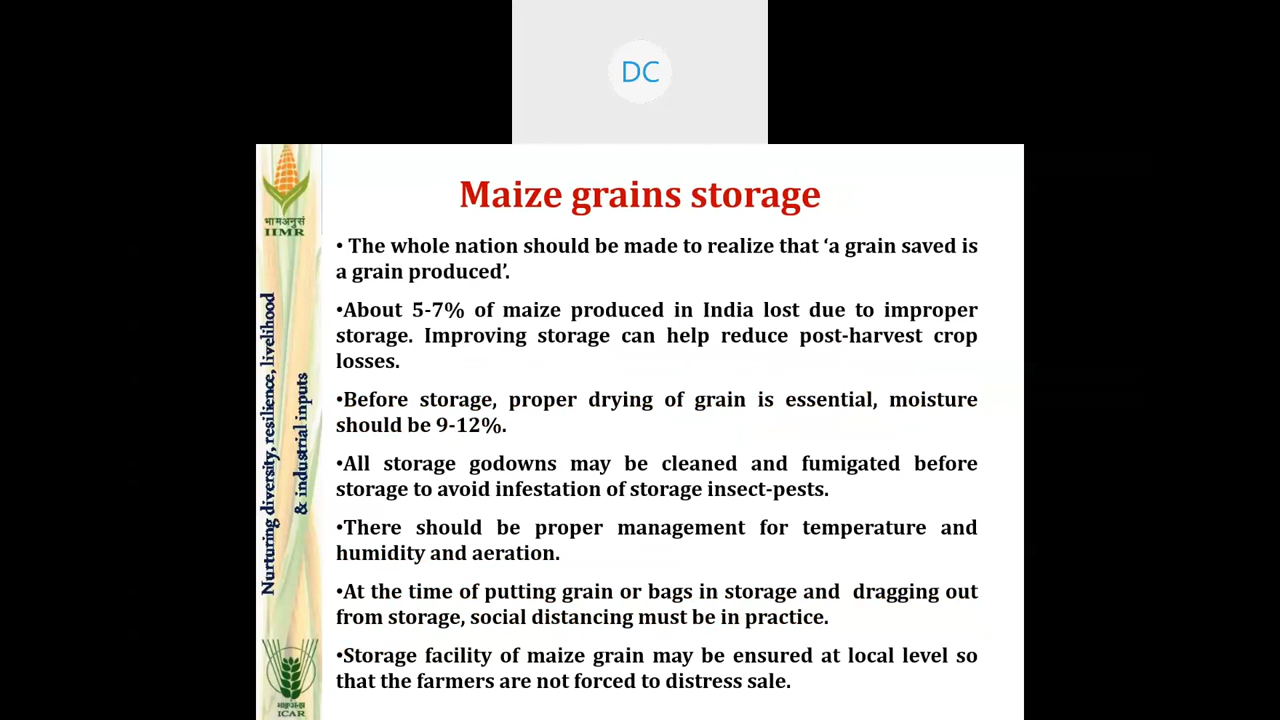 DC
Maize grains storage
भामअनुसं
IIMR
Nurturing diversity, resilience, livelihood
& industrial inputs
• The whole nation should be made to realize that ‘a grain saved is
a grain produced’.
•About 5-7% of maize produced in India lost due to improper
storage. Improving storage can help reduce post-harvest crop
losses.
•Before storage, proper drying of grain is essential, moisture
should be 9-12%.
•All storage godowns may be cleaned and fumigated before
storage to avoid infestation of storage insect-pests.
•There should be proper management for temperature and
humidity and aeration.
•At the time of putting grain or bags in storage and dragging out
from storage, social distancing must be in practice.
•Storage facility of maize grain may be ensured at local level so
that the farmers are not forced to distress sale.
ICAR